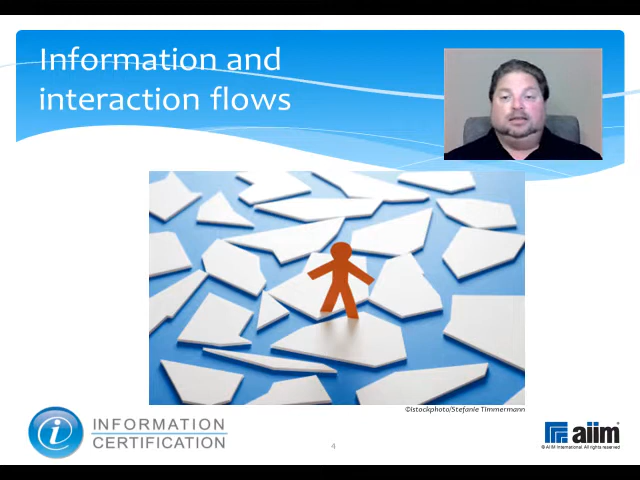 Information and
interaction flows
©istockphoto/Stefanie Timmermann
INFORMATION
CERTIFICATION
4
aiim
© AIIM International. All rights reserved